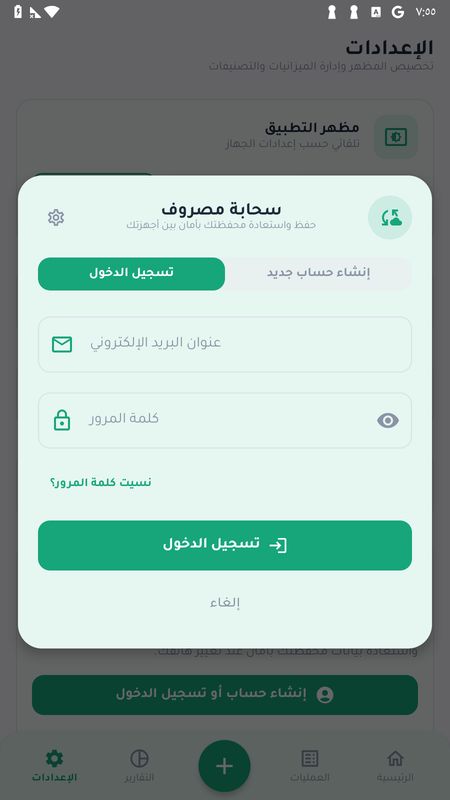 ٧:٥٥
الإعدادات
تخصيص المظهر وإدارة الميزانيات والتصنيفات
مظهر التطبيق
تلقائي حسب إعدادات الجهاز
سحابة مصروف
حفظ واستعادة محفظتك بأمان بين أجهزتك
إنشاء حساب جديد
تسجيل الدخول
عنوان البريد الإلكتروني
كلمة المرور
نسيت كلمة المرور؟
تسجيل الدخول
إلغاء
واستعادة بيانات محفظتك بأمان عند تغيير هاتفك.
إنشاء حساب أو تسجيل الدخول
الرئيسية
العمليات
التقارير
الإعدادات